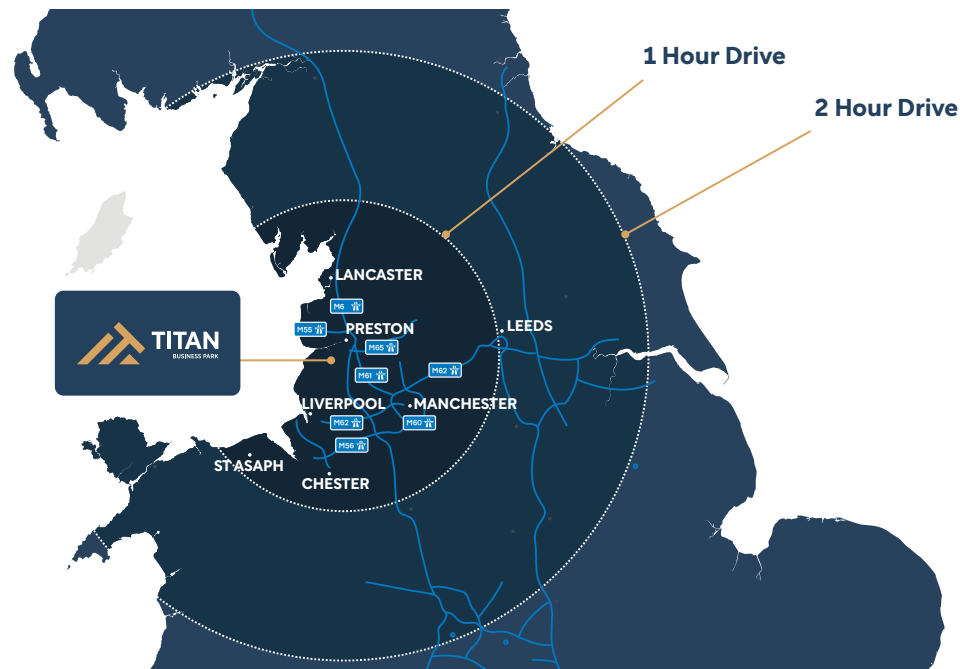 1 Hour Drive
2 Hour Drive
LANCASTER
M6
M55
PRESTON
LEEDS
M65
TITAN
BUSINESS PARK
M61
M62
LIVERPOOL
MANCHESTER
M62
M60
M56
ST ASAPH
CHESTER